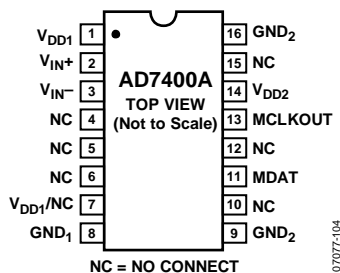 VDD1 1
VIN+ 2
VIN– 3
NC 4
NC 5
NC 6
VDD1/NC 7
GND1 8
AD7400A
TOP VIEW
(Not to Scale)
16 GND2
15 NC
14 VDD2
13 MCLKOUT
12 NC
11 MDAT
10 NC
9 GND2
NC = NO CONNECT
07077-104